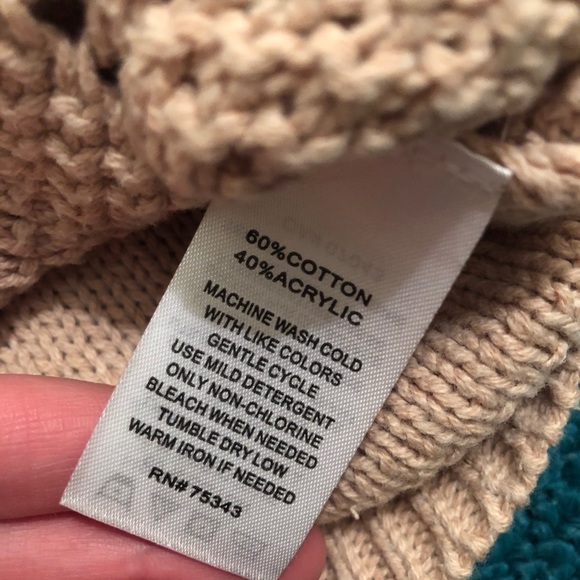 60%COTTON
40%ACRYLIC
MACHINE WASH COLD
WITH LIKE COLORS
GENTLE CYCLE
USE MILD DETERGENT
ONLY NON-CHLORINE
BLEACH WHEN NEEDED
TUMBLE DRY LOW
WARM IRON IF NEEDED
RN# 75343